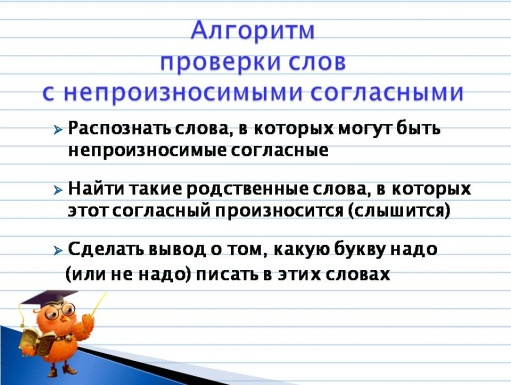 Алгоритм
проверки слов
с непроизносимыми согласными
Распознать слова, в которых могут быть
непроизносимые согласные
Найти такие родственные слова, в которых
этот согласный произносится (слышится)
Сделать вывод о том, какую букву надо
(или не надо) писать в этих словах